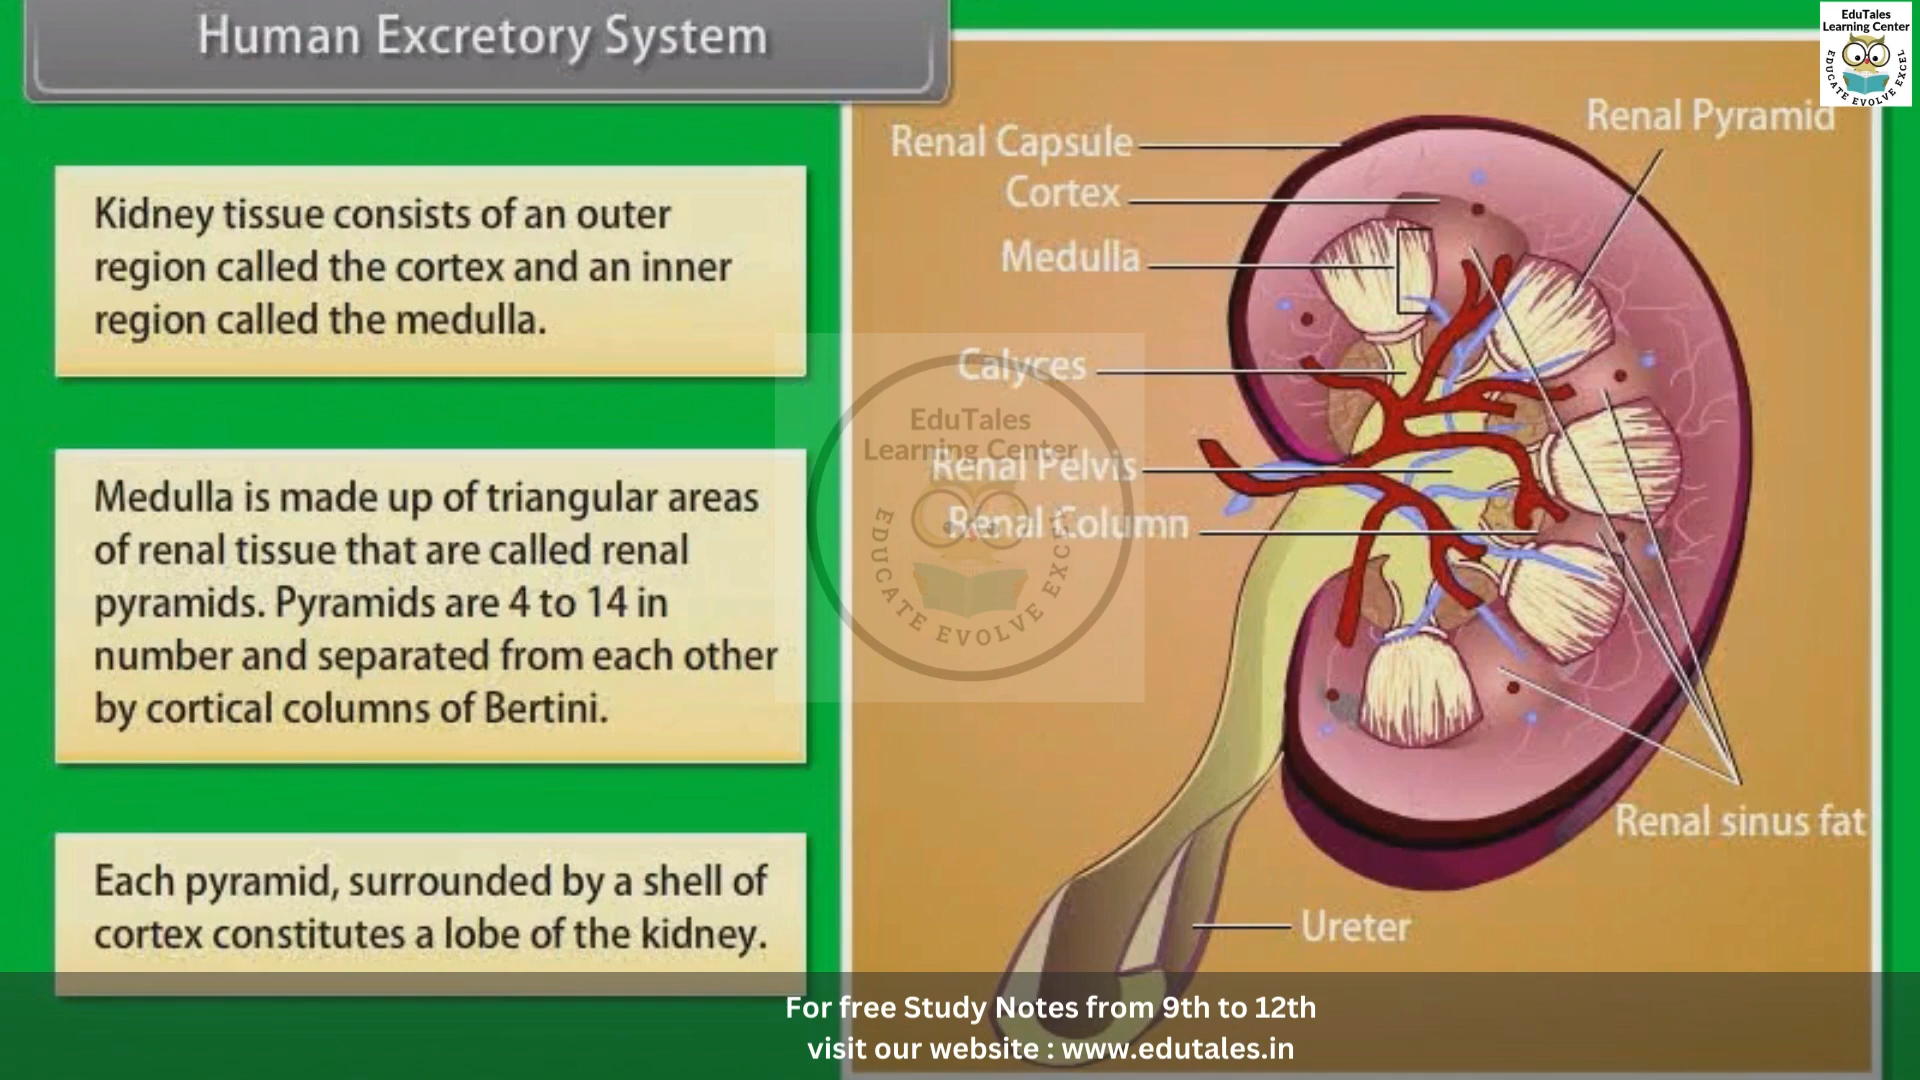 Human Excretory System
EduTales
Learning Center
EDUCATE EVOLVE EXCEL
Kidney tissue consists of an outer
region called the cortex and an inner
region called the medulla.
Medulla is made up of triangular areas
of renal tissue that are called renal
pyramids. Pyramids are 4 to 14 in
number and separated from each other
by cortical columns of Bertini.
Each pyramid, surrounded by a shell of
cortex constitutes a lobe of the kidney.
Renal Capsule
Renal Pyramid
Cortex
Medulla
Calyces
EduTales
Learning Center
Renal Pelvis
Renal Column
EDUCATE EVOLVE EXCEL
Renal sinus fat
Ureter
For free Study Notes from 9th to 12th
visit our website : www.edutales.in